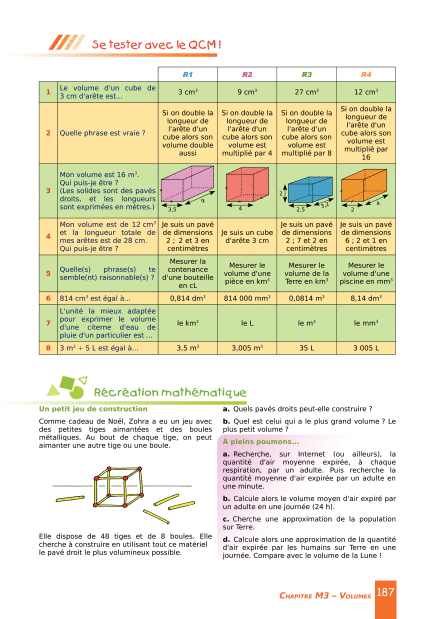 Se tester avec le QCM !
R1 R2 R3 R4
1 Le volume d'un cube de 3 cm d'arête est... 3 cm³ 9 cm³ 27 cm³ 12 cm³
2 Quelle phrase est vraie ? Si on double la longueur de l'arête d'un cube alors son volume double aussi Si on double la longueur de l'arête d'un cube alors son volume est multiplié par 4 Si on double la longueur de l'arête d'un cube alors son volume est multiplié par 8 Si on double la longueur de l'arête d'un cube alors son volume est multiplié par 16
3 Mon volume est 16 m³.
Qui puis-je être ?
(Les solides sont des pavés
droits, et les longueurs
sont exprimées en mètres.)
3,5 9 4 2 2,5 3,2 2 4
4 Mon volume est de 12 cm³ et la longueur totale de mes arêtes est de 28 cm. Qui puis-je être ? Je suis un pavé de dimensions 2 ; 2 et 3 en centimètres Je suis un cube d'arête 3 cm Je suis un pavé de dimensions 2 ; 7 et 2 en centimètres Je suis un pavé de dimensions 6 ; 2 et 1 en centimètres
5 Quelle(s) phrase(s) te semble(nt) raisonnable(s) ? Mesurer la contenance d'une bouteille en cL Mesurer le volume d'une pièce en km³ Mesurer le volume de la Terre en km³ Mesurer le volume d'une piscine en mm³
6 814 cm³ est égal à... 0,814 dm³ 814 000 mm³ 0,0814 m³ 8,14 dm³
7 L'unité la mieux adaptée pour exprimer le volume d'une citerne d'eau de pluie d'un particulier est ... le km³ le L le m³ le mm³
8 3 m³ + 5 L est égal à... 3,5 m³ 3,005 m³ 35 L 3 005 L
Récréation mathématique
Un petit jeu de construction
Comme cadeau de Noël, Zohra a eu un jeu avec
des petites tiges aimantées et des boules
métalliques. Au bout de chaque tige, on peut
aimanter une autre tige ou une boule.
Elle dispose de 48 tiges et de 8 boules. Elle
cherche à construire en utilisant tout ce matériel
le pavé droit le plus volumineux possible.
a. Quels pavés droits peut-elle construire ?
b. Quel est celui qui a le plus grand volume ? Le
plus petit volume ?
A pleins poumons...
a. Recherche, sur Internet (ou ailleurs), la
quantité d'air moyenne expirée, à chaque
respiration, par un adulte. Puis recherche la
quantité moyenne d'air expirée par un adulte en
une minute.
b. Calcule alors le volume moyen d'air expiré par
un adulte en une journée (24 h).
c. Cherche une approximation de la population
sur Terre.
d. Calcule alors une approximation de la quantité
d'air expirée par les humains sur Terre en une
journée. Compare avec le volume de la Lune !
Chapitre M3 – Volumes 187